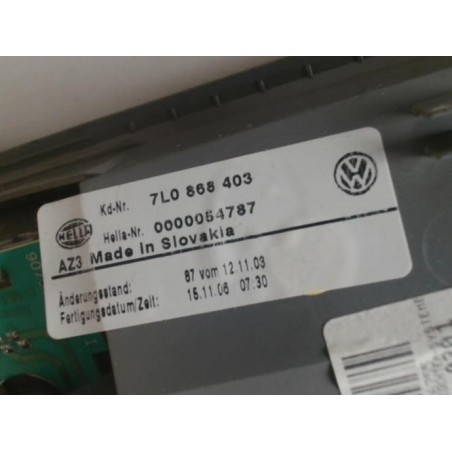 Kd-Nr. 7L0 868 403
HELLA Hella-Nr. 0000054787
AZ3 Made in Slovakia
Änderungsstand: 87 vom 12.11.03
Fertigungsdatum/Zeit: 15.11.06 07:30